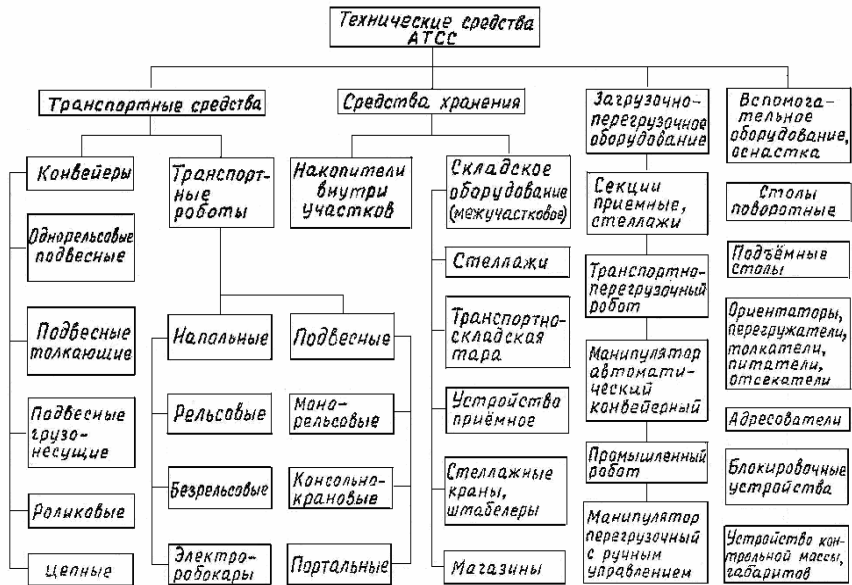 Технические средства
АТСС
Транспортные средства
Средства хранения
Загрузочно-
перегрузочное
оборудование
Вспомога-
тельное
оборудование,
оснастка
Конвейеры
Однорельсовые
подвесные
Подвесные
толкающие
Подвесные
грузо-
несущие
Роликовые
Цепные
Транспорт-
ные
роботы
Напольные
Рельсовые
Безрельсовые
Электро-
робокары
Подвесные
Моно-
рельсовые
Консольно-
крановые
Портальные
Накопители
внутри
участков
Складское
оборудование
(межучастковое)
Стеллажи
Транспортно-
складская
тара
Устройство
приёмное
Стеллажные
краны,
штабелеры
Магазины
Секции
приемные,
стеллажи
Транспортно-
перегрузочный
робот
Манипулятор
автомати-
ческий
конвейерный
Промышленный
робот
Манипулятор
перегрузочный
с ручным
управлением
Столы
поворотные
Подъёмные
столы
Ориентаторы,
перегружатели,
толкатели,
питатели,
отсекатели
Адресователи
Блокировочные
устройства
Устройство конт-
рольной массы,
габаритов